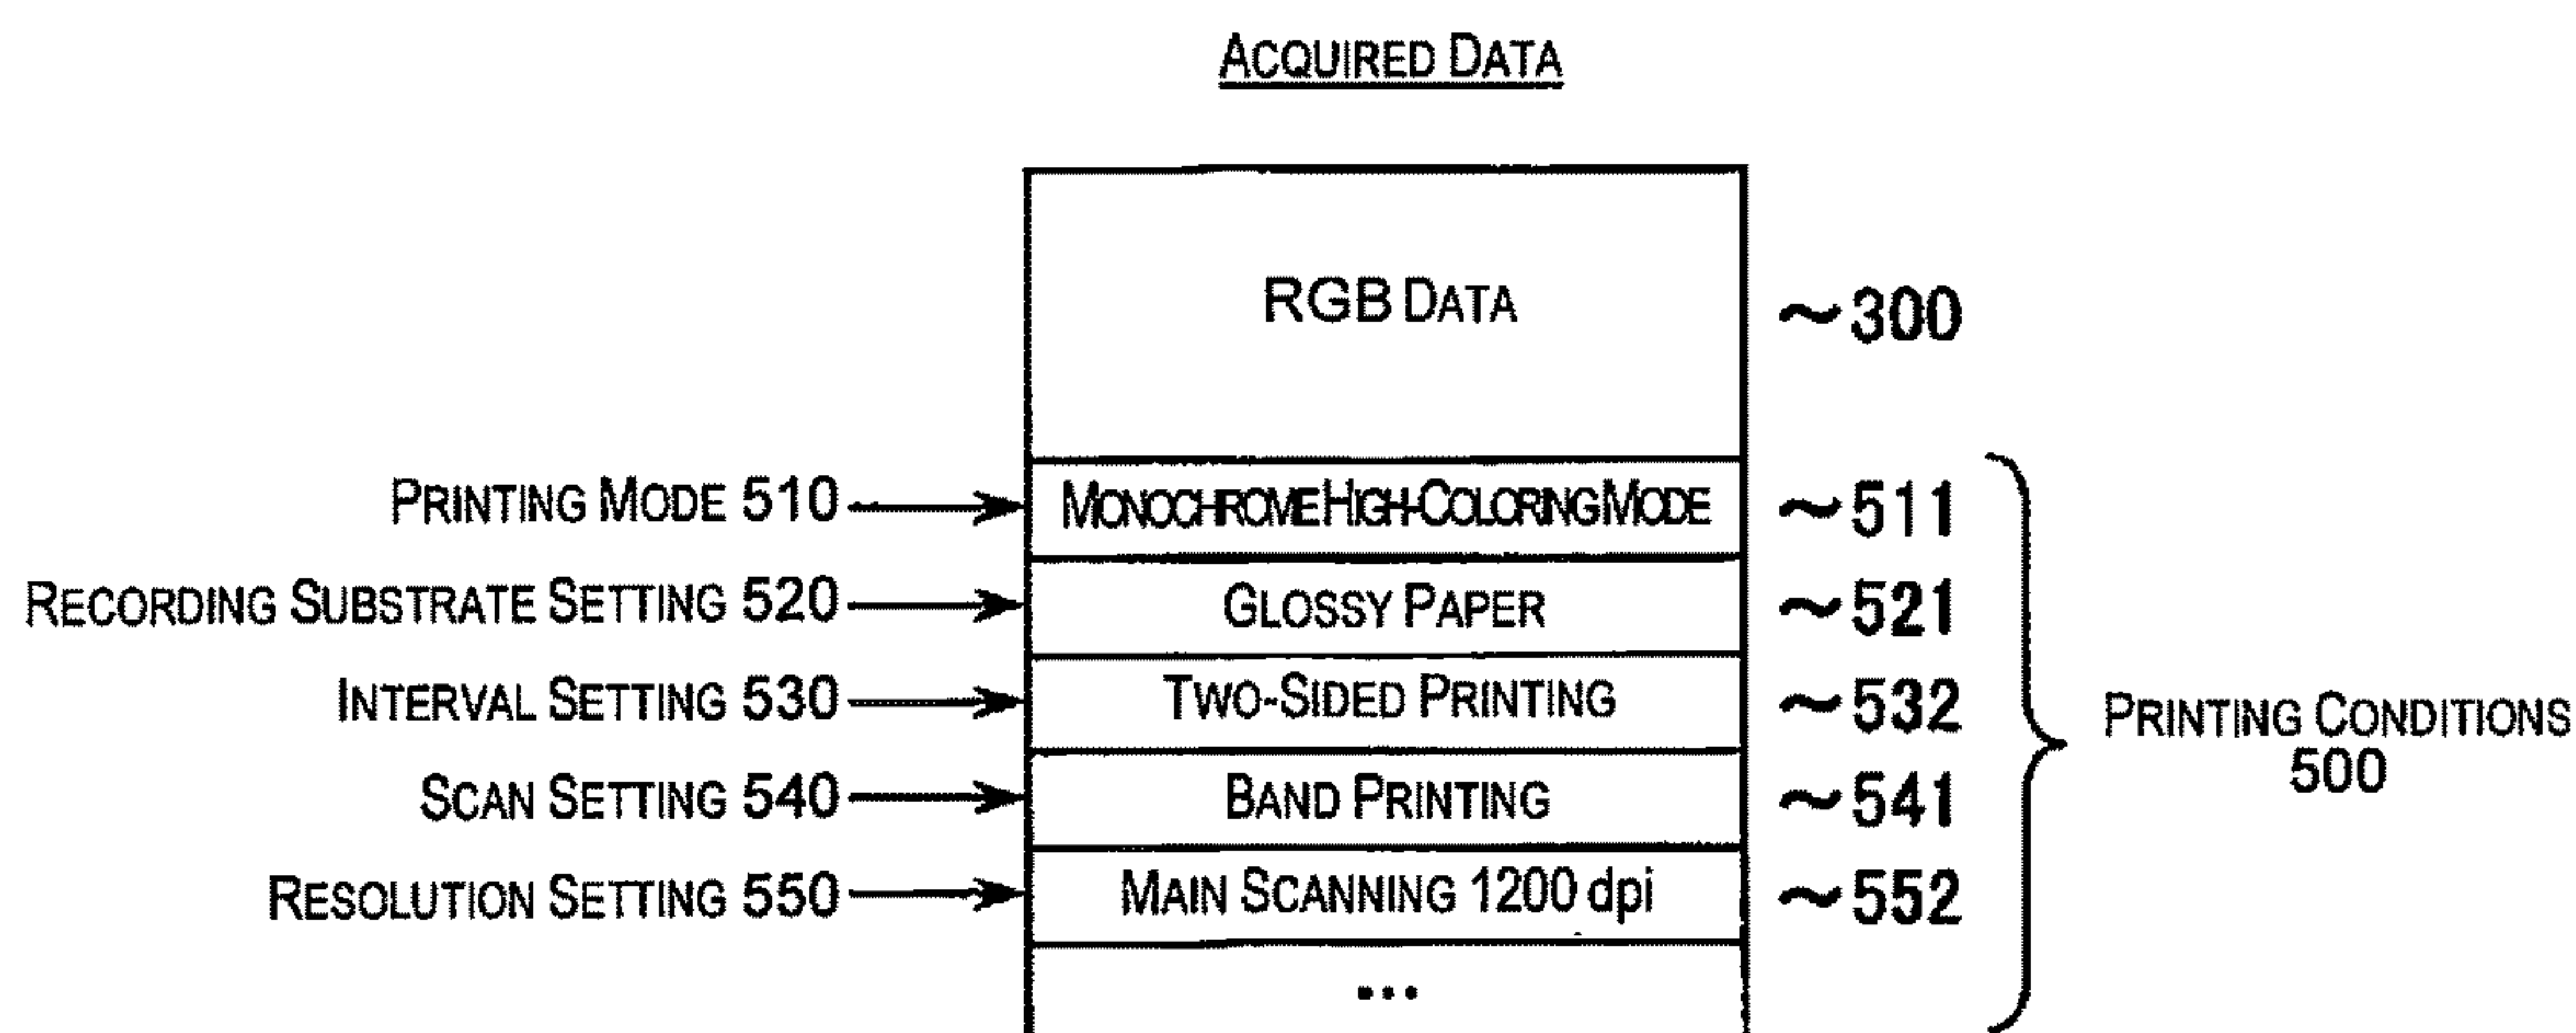 ACQUIRED DATA
RGB DATA ~300
PRINTING MODE 510 MONOCHROME HIGH-COLORING MODE ~511
RECORDING SUBSTRATE SETTING 520 GLOSSY PAPER ~521
INTERVAL SETTING 530 TWO-SIDED PRINTING ~532
SCAN SETTING 540 BAND PRINTING ~541
RESOLUTION SETTING 550 MAIN SCANNING 1200 dpi ~552
...
PRINTING CONDITIONS
500